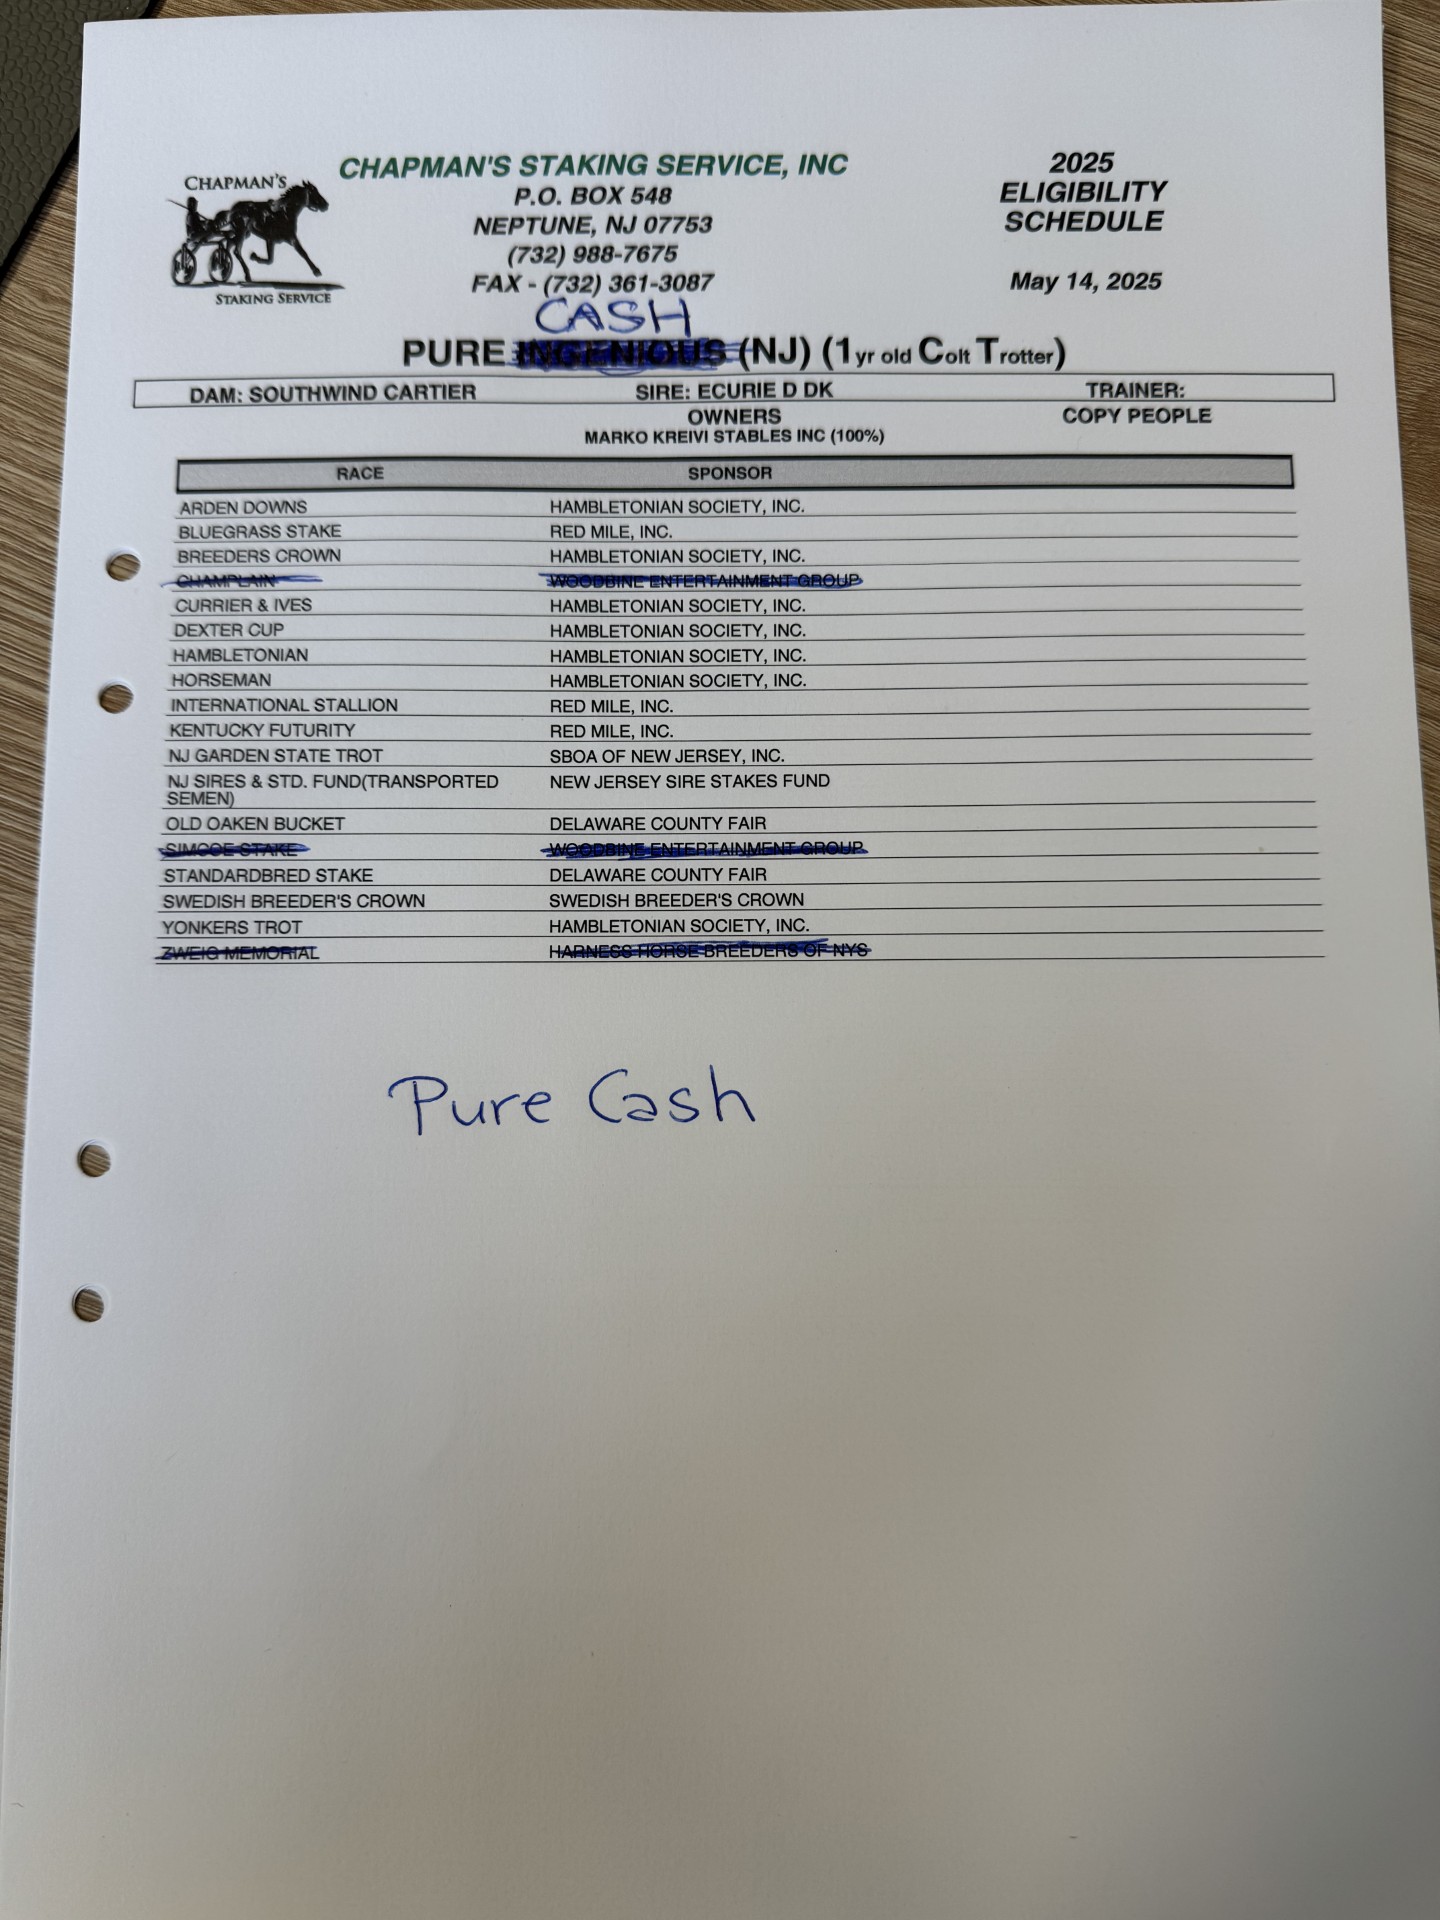 CHAPMAN'S
STAKING SERVICE
CHAPMAN'S STAKING SERVICE, INC
P.O. BOX 548
NEPTUNE, NJ 07753
(732) 988-7675
FAX - (732) 361-3087
2025
ELIGIBILITY
SCHEDULE
May 14, 2025
CASH
PURE INGENIOUS (NJ) (1yr old Colt Trotter)
DAM: SOUTHWIND CARTIER SIRE: ECURIE D DK TRAINER:
OWNERS COPY PEOPLE
MARKO KREIVI STABLES INC (100%)
RACE SPONSOR
ARDEN DOWNS HAMBLETONIAN SOCIETY, INC.
BLUEGRASS STAKE RED MILE, INC.
BREEDERS CROWN HAMBLETONIAN SOCIETY, INC.
CHAMPLAIN WOODBINE ENTERTAINMENT GROUP
CURRIER & IVES HAMBLETONIAN SOCIETY, INC.
DEXTER CUP HAMBLETONIAN SOCIETY, INC.
HAMBLETONIAN HAMBLETONIAN SOCIETY, INC.
HORSEMAN HAMBLETONIAN SOCIETY, INC.
INTERNATIONAL STALLION RED MILE, INC.
KENTUCKY FUTURITY RED MILE, INC.
NJ GARDEN STATE TROT SBOA OF NEW JERSEY, INC.
NJ SIRES & STD. FUND(TRANSPORTED NEW JERSEY SIRE STAKES FUND
SEMEN)
OLD OAKEN BUCKET DELAWARE COUNTY FAIR
SIMCOE STAKE WOODBINE ENTERTAINMENT GROUP
STANDARDBRED STAKE DELAWARE COUNTY FAIR
SWEDISH BREEDER'S CROWN SWEDISH BREEDER'S CROWN
YONKERS TROT HAMBLETONIAN SOCIETY, INC.
ZWEIG MEMORIAL HARNESS HORSE BREEDERS OF NYS
Pure Cash